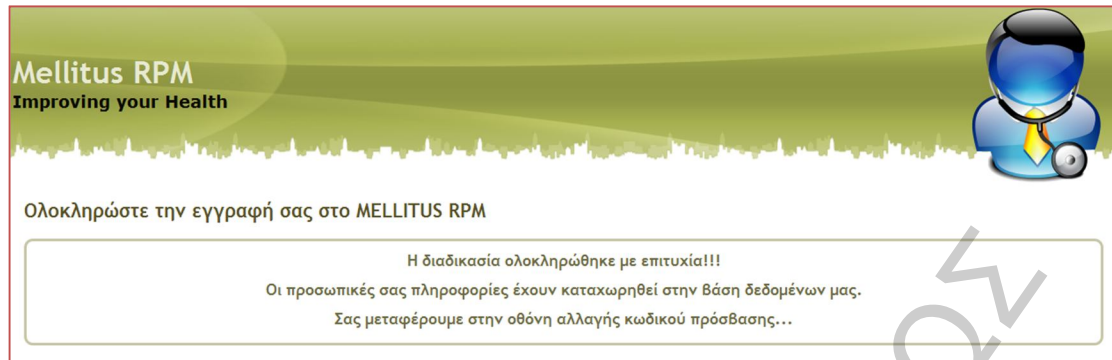 Mellitus RPM
Improving your Health
Ολοκληρώστε την εγγραφή σας στο MELLITUS RPM
Η διαδικασία ολοκληρώθηκε με επιτυχία!!!
Οι προσωπικές σας πληροφορίες έχουν καταχωρηθεί στην βάση δεδομένων μας.
Σας μεταφέρουμε στην οθόνη αλλαγής κωδικού πρόσβασης...
ΩΣ